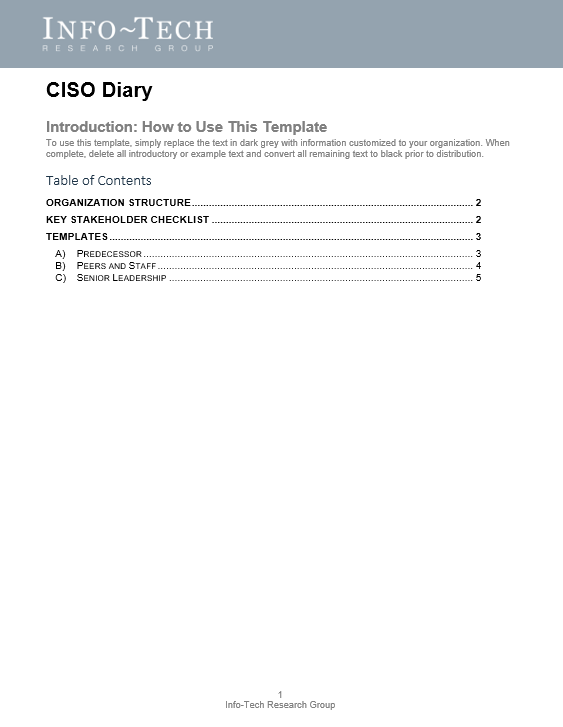 INFO~TECH
RESEARCH GROUP
CISO Diary
Introduction: How to Use This Template
To use this template, simply replace the text in dark grey with information customized to your organization. When
complete, delete all introductory or example text and convert all remaining text to black prior to distribution.
Table of Contents
ORGANIZATION STRUCTURE 2
KEY STAKEHOLDER CHECKLIST 2
TEMPLATES 3
A) PREDECESSOR 3
B) PEERS AND STAFF 4
C) SENIOR LEADERSHIP 5
1
Info-Tech Research Group